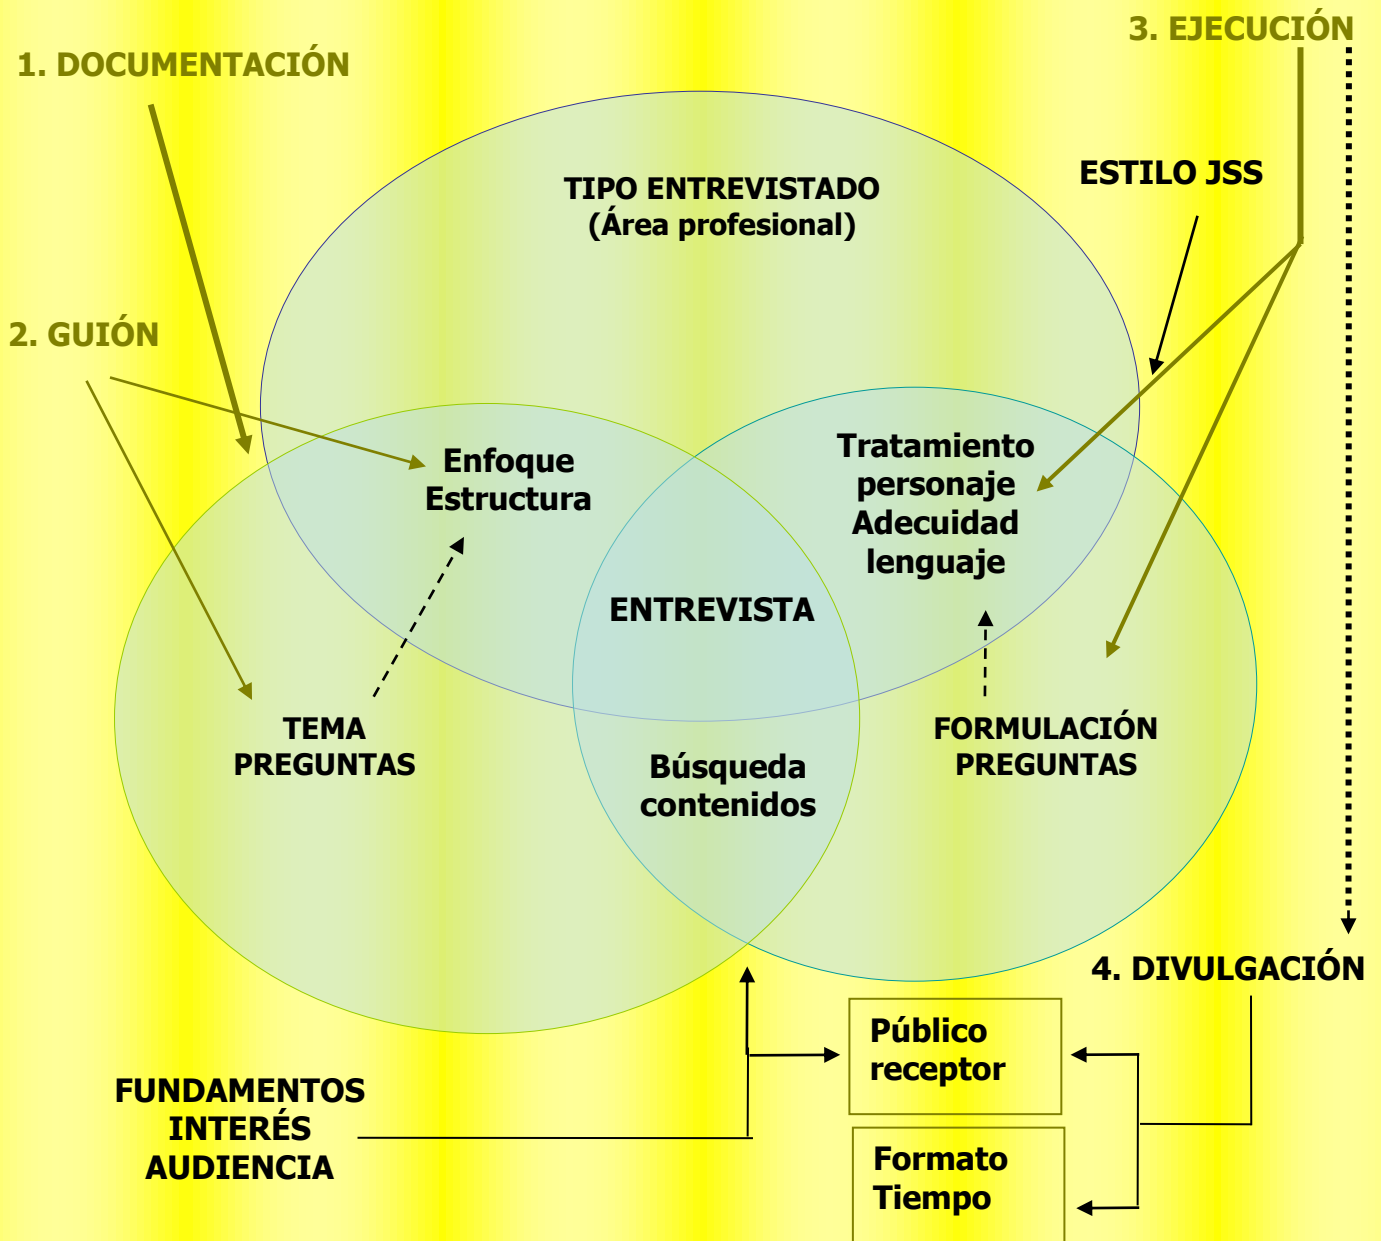 3. EJECUCIÓN
1. DOCUMENTACIÓN
ESTILO JSS
TIPO ENTREVISTADO
(Área profesional)
2. GUIÓN
Enfoque
Estructura
Tratamiento
personaje
Adecuidad
lenguaje
ENTREVISTA
TEMA
PREGUNTAS
FORMULACIÓN
PREGUNTAS
Búsqueda
contenidos
4. DIVULGACIÓN
Público
receptor
FUNDAMENTOS
INTERÉS
AUDIENCIA
Formato
Tiempo